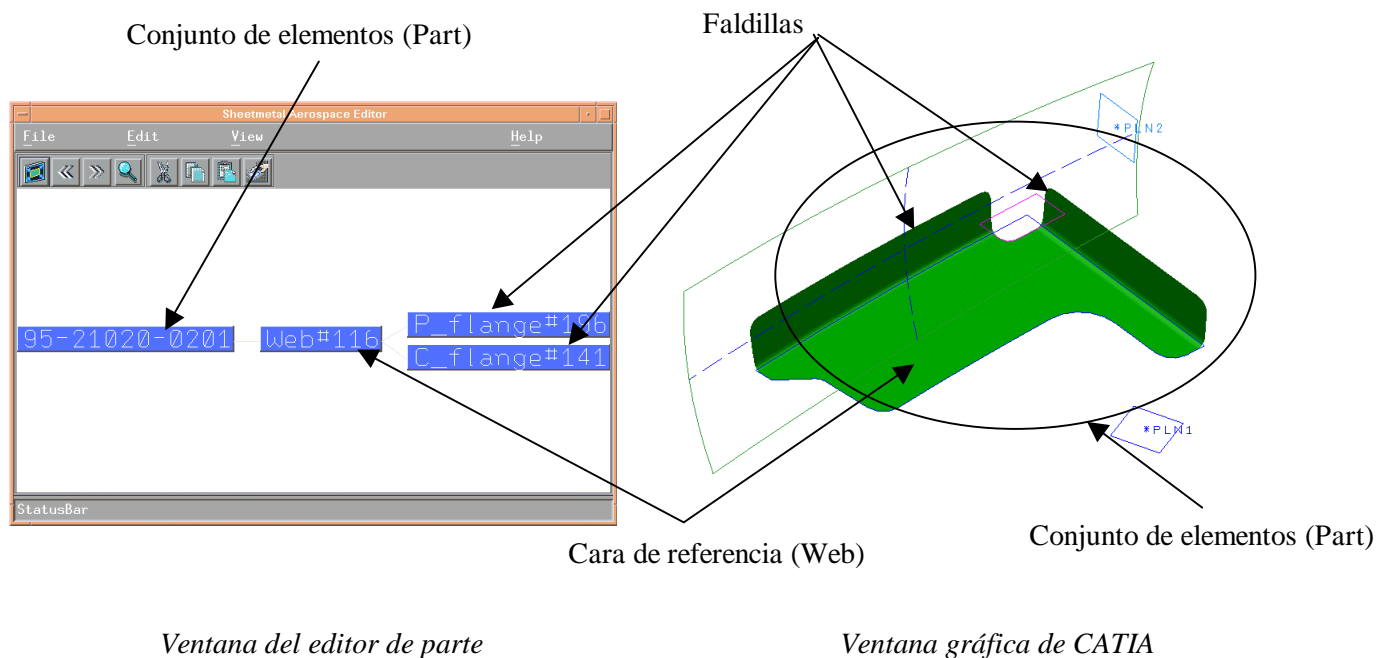 Conjunto de elementos (Part)
Faldillas
Sheetmetal Aerospace Editor
File Edit View Help
*PLN2
95-21020-0201 Web#116 P_flange#186
C_flange#141
*PLN1
StatusBar
Cara de referencia (Web)
Conjunto de elementos (Part)
Ventana del editor de parte
Ventana gráfica de CATIA